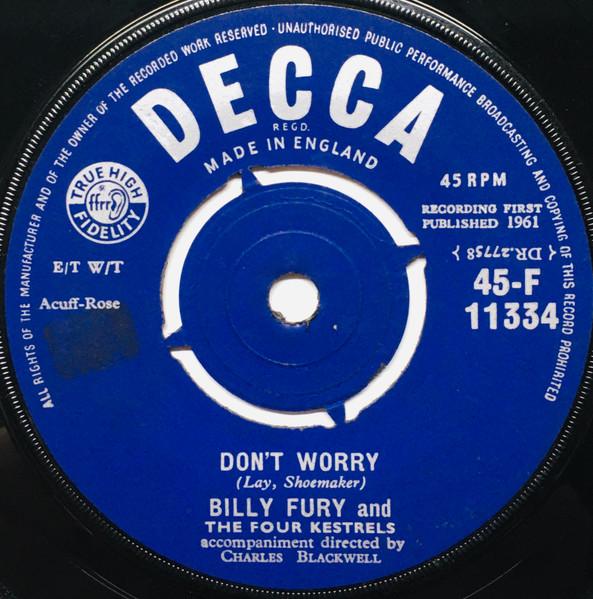 ALL RIGHTS OF THE MANUFACTURER AND OF THE OWNER OF THE RECORDED WORK RESERVED · UNAUTHORISED PUBLIC PERFORMANCE BROADCASTING AND COPYING OF THIS RECORD PROHIBITED
DECCA
REGD.
MADE IN ENGLAND
TRUE HIGH
ffrr
FIDELITY
45 RPM
RECORDING FIRST
PUBLISHED 1961
{ DR.27758 }
E/T W/T
45-F
11334
Acuff-Rose
DON'T WORRY
(Lay, Shoemaker)
BILLY FURY and
THE FOUR KESTRELS
accompaniment directed by
CHARLES BLACKWELL